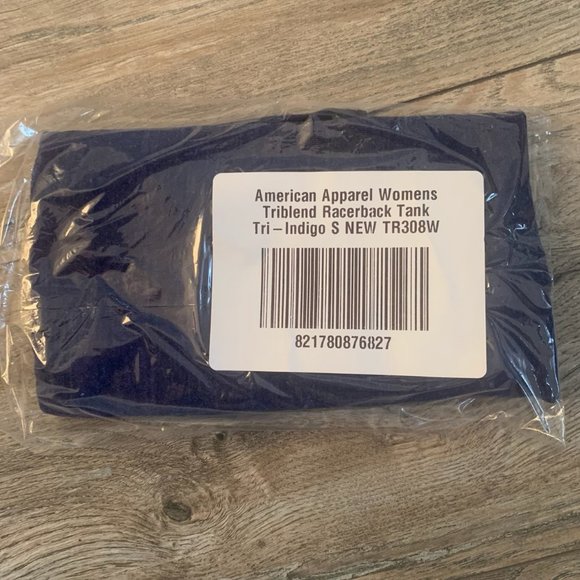 American Apparel Womens
Triblend Racerback Tank
Tri-Indigo S NEW TR308W
821780876827